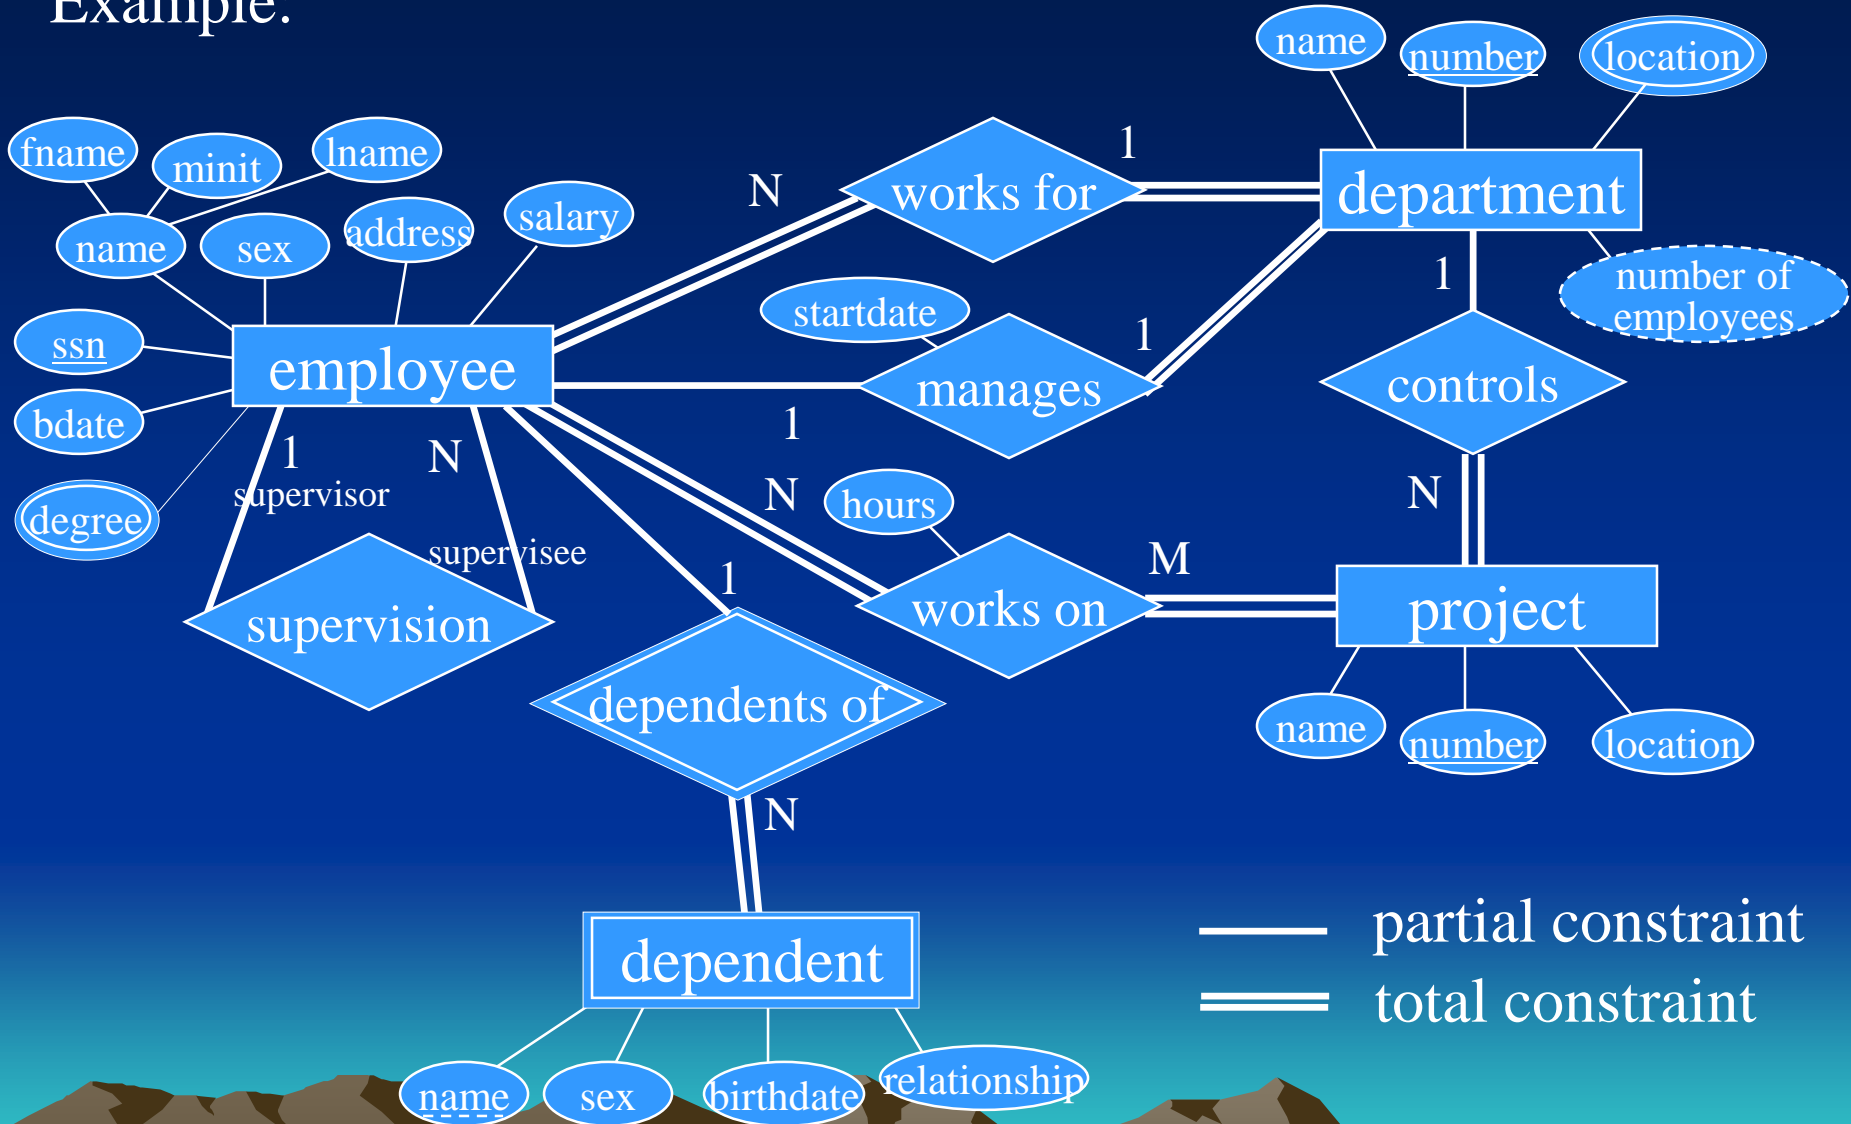 Example:
name
number
location
fname
minit
lname
1
N
works for
department
name
sex
address
salary
1
number of
employees
startdate
ssn
1
employee
manages
controls
bdate
1
1
N
supervisor
N
hours
N
degree
supervisee
1
M
supervision
works on
project
dependents of
name
number
location
N
dependent
partial constraint
total constraint
name
sex
birthdate
relationship